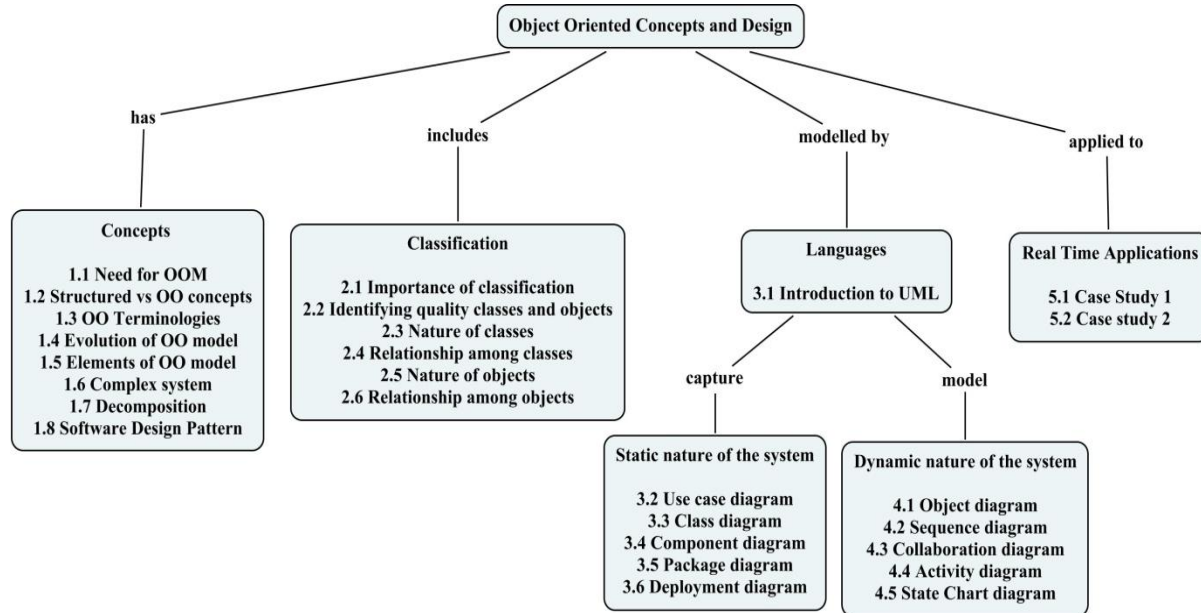 Object Oriented Concepts and Design
has
includes
modelled by
applied to
Concepts
1.1 Need for OOM
1.2 Structured vs OO concepts
1.3 OO Terminologies
1.4 Evolution of OO model
1.5 Elements of OO model
1.6 Complex system
1.7 Decomposition
1.8 Software Design Pattern
Classification
2.1 Importance of classification
2.2 Identifying quality classes and objects
2.3 Nature of classes
2.4 Relationship among classes
2.5 Nature of objects
2.6 Relationship among objects
Languages
3.1 Introduction to UML
Real Time Applications
5.1 Case Study 1
5.2 Case study 2
capture
model
Static nature of the system
3.2 Use case diagram
3.3 Class diagram
3.4 Component diagram
3.5 Package diagram
3.6 Deployment diagram
Dynamic nature of the system
4.1 Object diagram
4.2 Sequence diagram
4.3 Collaboration diagram
4.4 Activity diagram
4.5 State Chart diagram